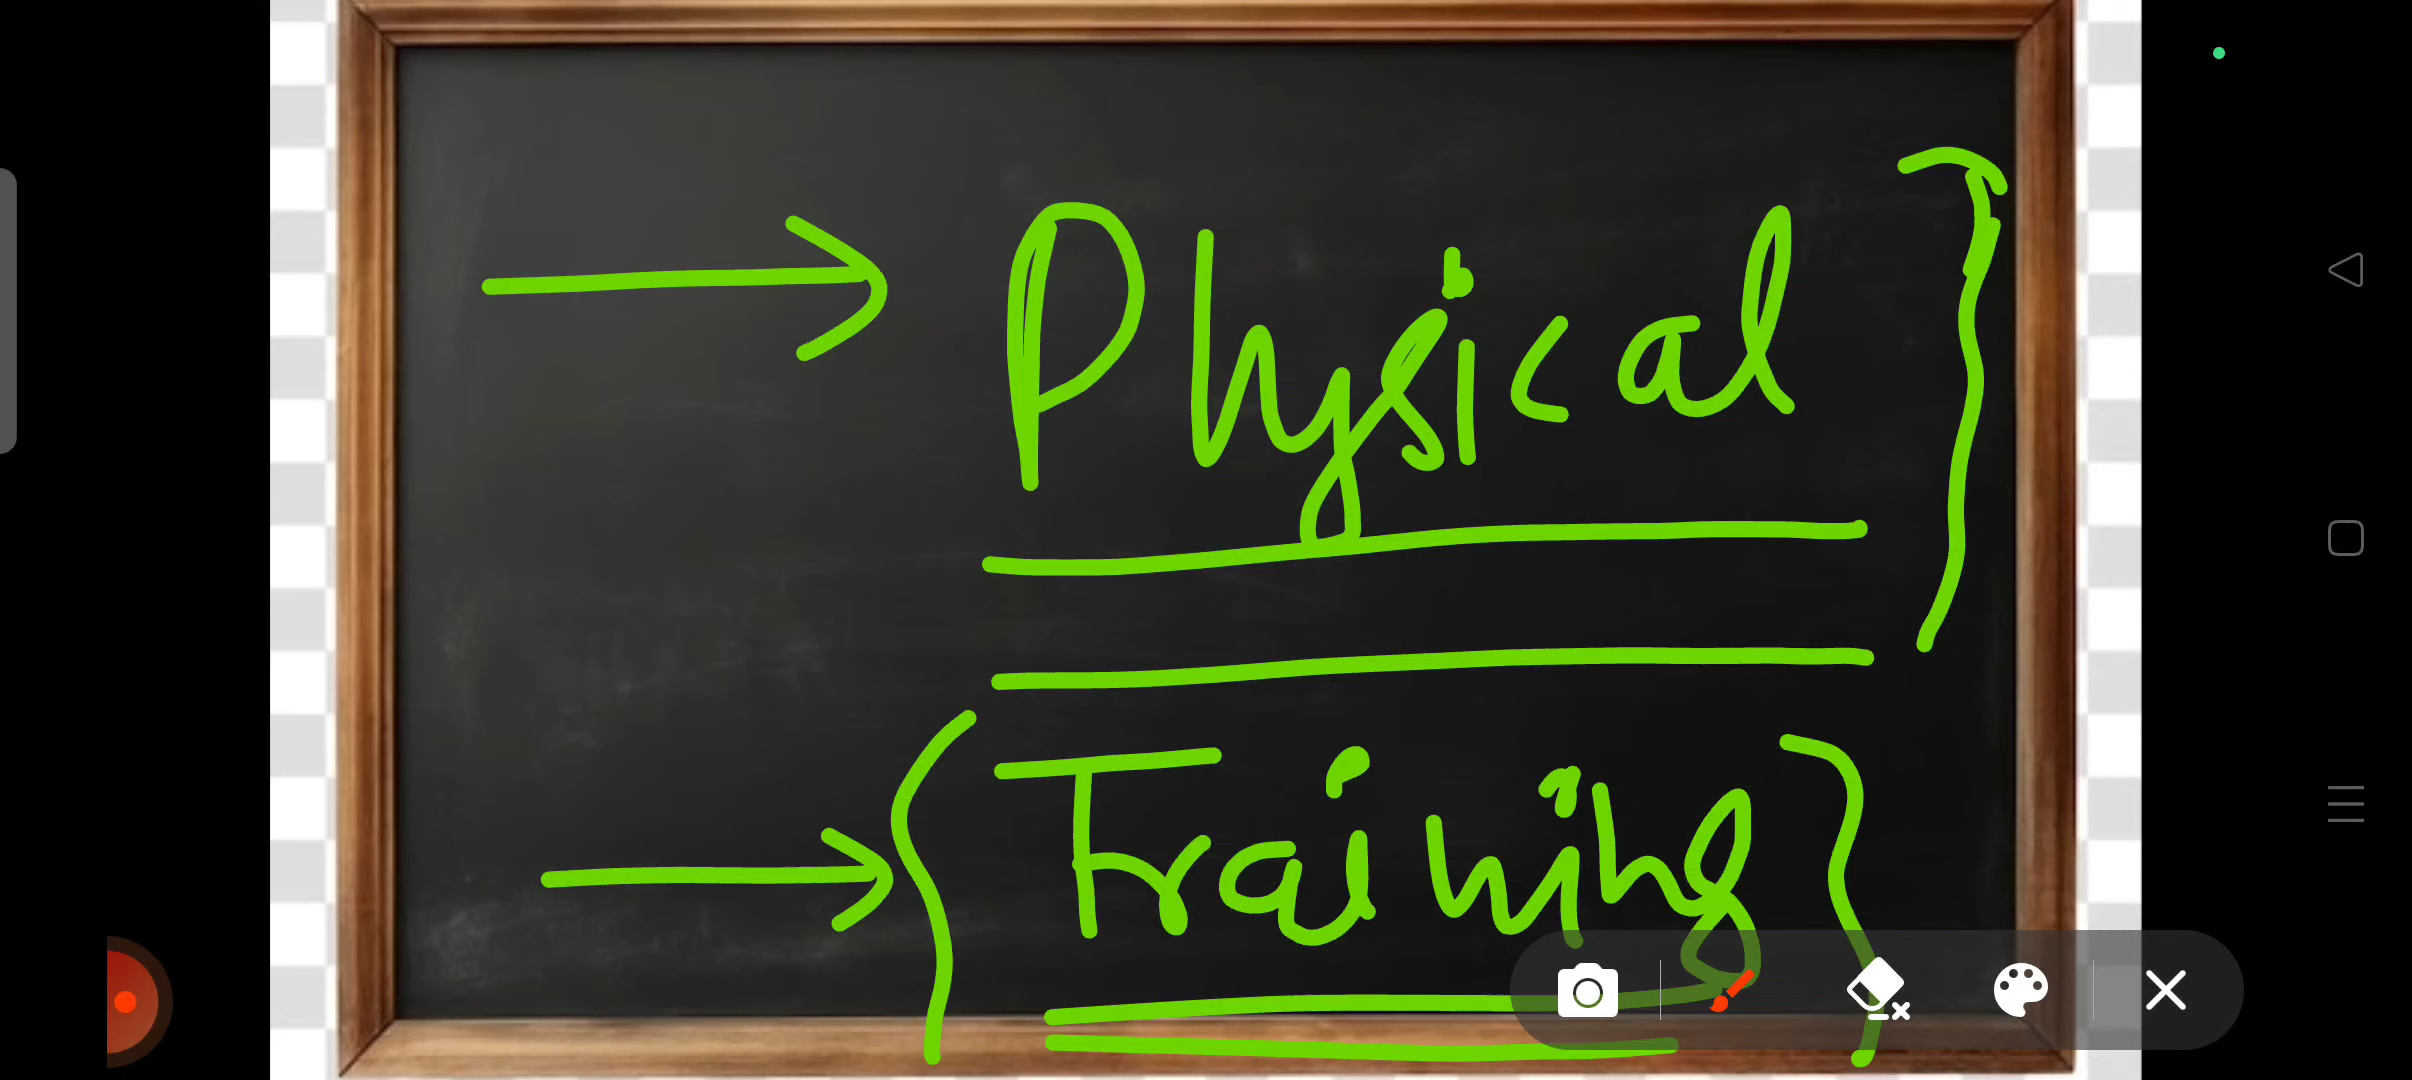 → Physical
→ Training